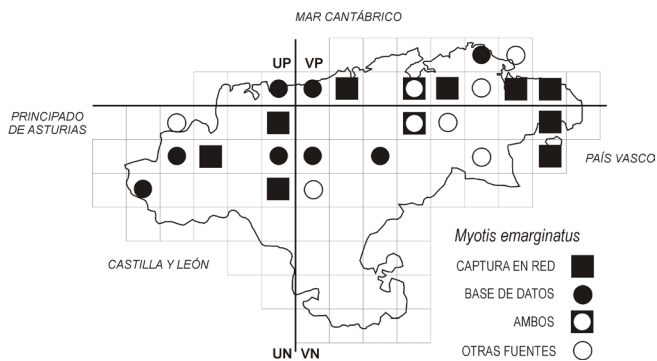 MAR CANTÁBRICO
UP VP
PRINCIPADO
DE ASTURIAS
PAÍS VASCO
Myotis emarginatus
CASTILLA Y LEÓN
CAPTURA EN RED
BASE DE DATOS
AMBOS
OTRAS FUENTES
UN VN